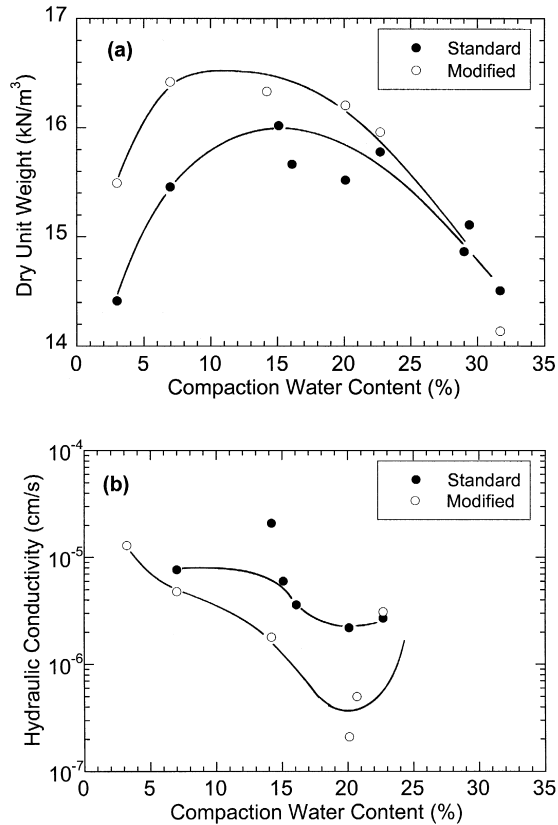 17
(a)
Standard
Modified
16
15
14
Dry Unit Weight (kN/m³)
0 5 10 15 20 25 30 35
Compaction Water Content (%)
10⁻⁴
(b)
Standard
Modified
10⁻⁵
10⁻⁶
10⁻⁷
Hydraulic Conductivity (cm/s)
0 5 10 15 20 25 30 35
Compaction Water Content (%)